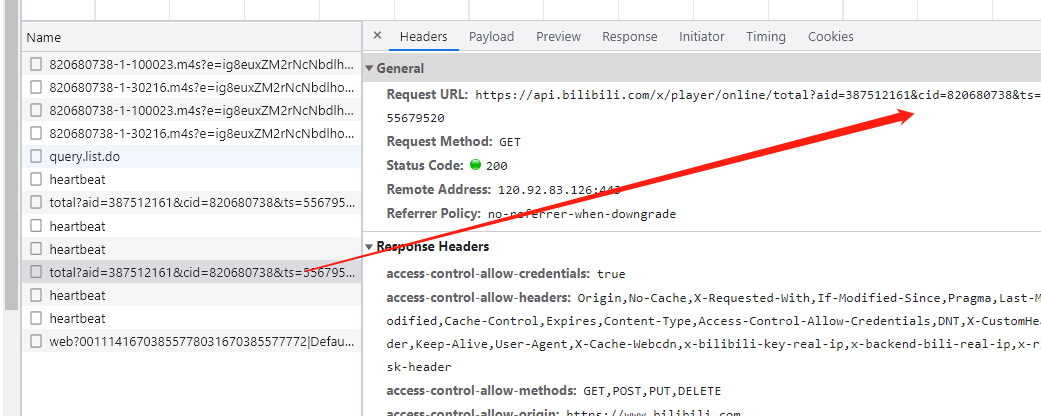 Name
820680738-1-100023.m4s?e=ig8euxZM2rNcNbdlh...
820680738-1-30216.m4s?e=ig8euxZM2rNcNbdlho...
820680738-1-100023.m4s?e=ig8euxZM2rNcNbdlh...
820680738-1-30216.m4s?e=ig8euxZM2rNcNbdlho...
query.list.do
heartbeat
total?aid=387512161&cid=820680738&ts=556795...
heartbeat
heartbeat
total?aid=387512161&cid=820680738&ts=556795...
heartbeat
heartbeat
web?0011141670385577803167038557772|Defau...
× Headers Payload Preview Response Initiator Timing Cookies
General
Request URL: https://api.bilibili.com/x/player/online/total?aid=387512161&cid=820680738&ts=
55679520
Request Method: GET
Status Code: 200
Remote Address: 120.92.83.126:443
Referrer Policy: no-referrer-when-downgrade
Response Headers
access-control-allow-credentials: true
access-control-allow-headers: Origin,No-Cache,X-Requested-With,If-Modified-Since,Pragma,Last-M
odified,Cache-Control,Expires,Content-Type,Access-Control-Allow-Credentials,DNT,X-CustomHea
der,Keep-Alive,User-Agent,X-Cache-Webcdn,x-bilibili-key-real-ip,x-backend-bili-real-ip,x-ri
sk-header
access-control-allow-methods: GET,POST,PUT,DELETE
access-control-allow-origin: https://www.bilibili.com